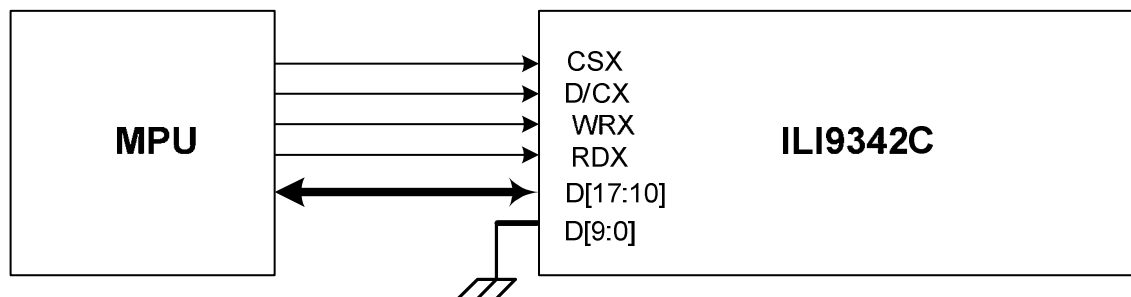 MPU
CSX
D/CX
WRX
RDX
D[17:10]
D[9:0]
ILI9342C